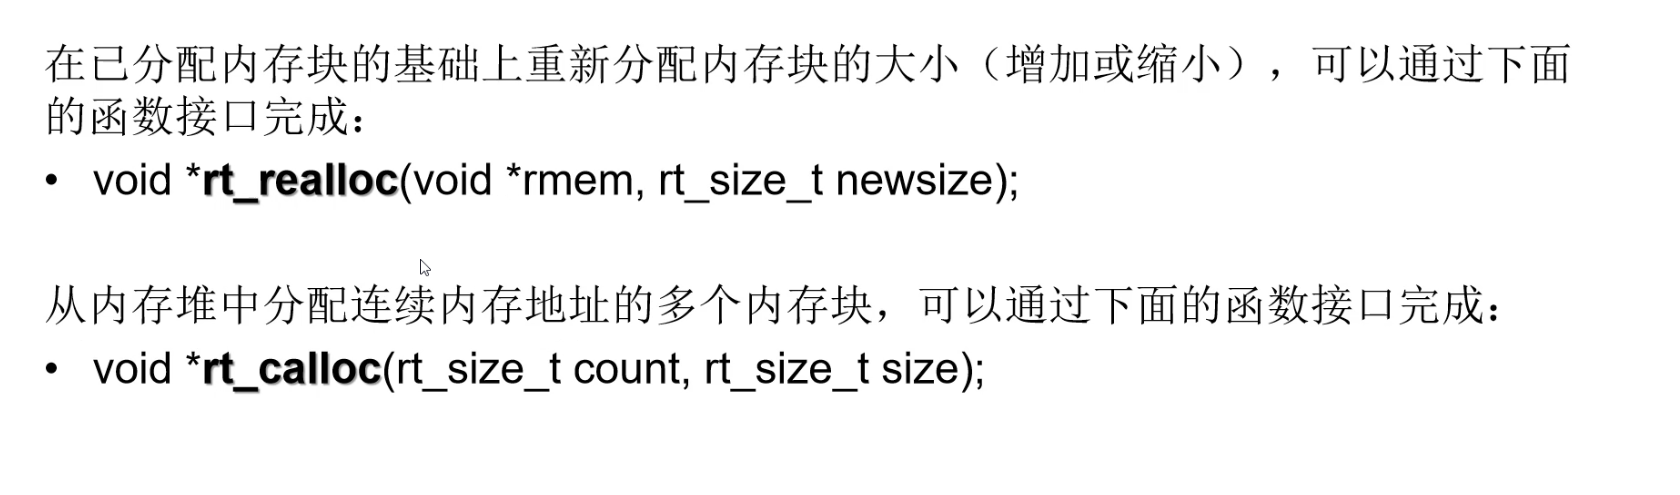 在已分配内存块的基础上重新分配内存块的大小（增加或缩小），可以通过下面
的函数接口完成：
• void *rt_realloc(void *rmem, rt_size_t newsize);
从内存堆中分配连续内存地址的多个内存块，可以通过下面的函数接口完成：
• void *rt_calloc(rt_size_t count, rt_size_t size);